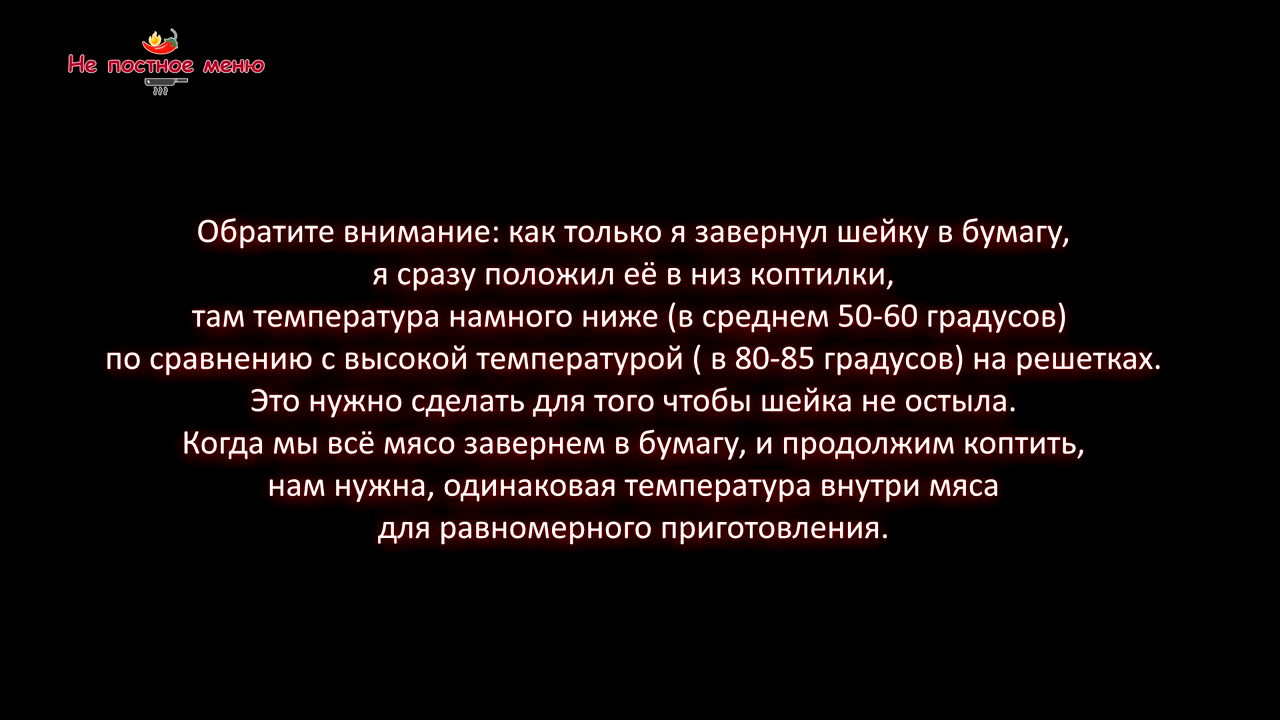 Не постное меню
Обратите внимание: как только я завернул шейку в бумагу,
я сразу положил её в низ коптилки,
там температура намного ниже (в среднем 50-60 градусов)
по сравнению с высокой температурой ( в 80-85 градусов) на решетках.
Это нужно сделать для того чтобы шейка не остыла.
Когда мы всё мясо завернем в бумагу, и продолжим коптить,
нам нужна, одинаковая температура внутри мяса
для равномерного приготовления.